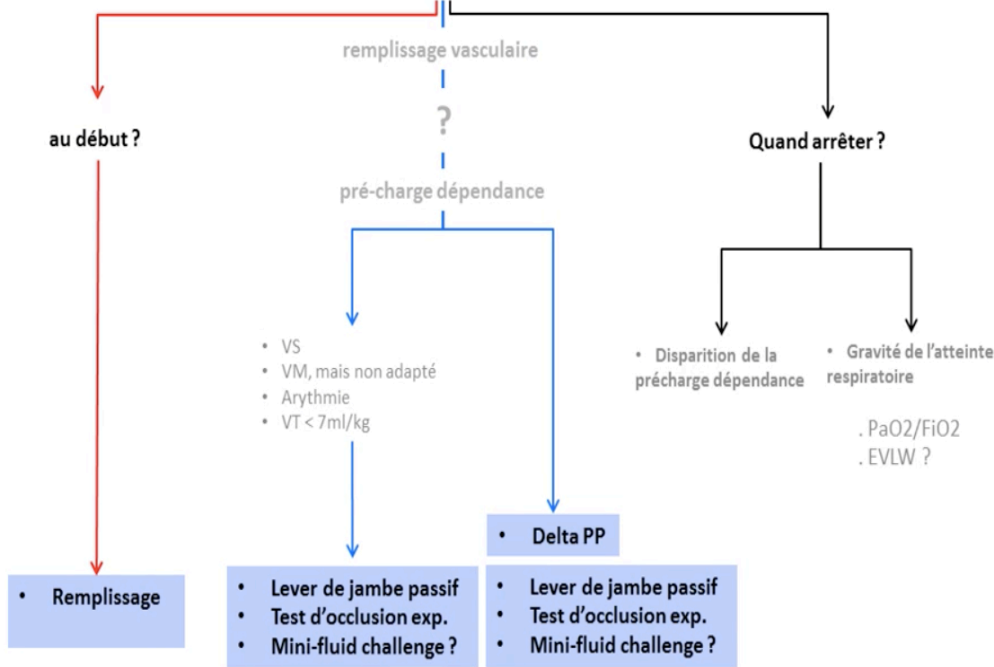 remplissage vasculaire
?
au début ?
Quand arrêter ?
pré-charge dépendance
• VS
• VM, mais non adapté
• Arythmie
• VT < 7ml/kg
• Disparition de la
précharge dépendance
• Gravité de l'atteinte
respiratoire
. PaO2/FiO2
. EVLW ?
• Delta PP
• Remplissage
• Lever de jambe passif
• Test d'occlusion exp.
• Mini-fluid challenge ?
• Lever de jambe passif
• Test d'occlusion exp.
• Mini-fluid challenge ?